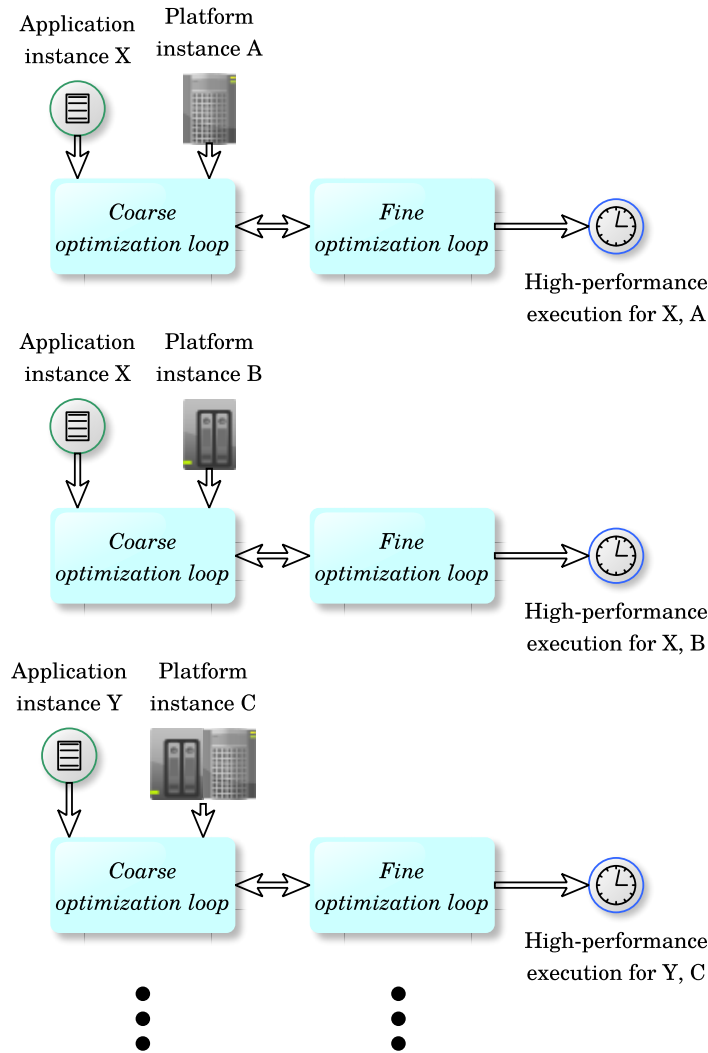 Application
instance X
Platform
instance A
Coarse
optimization loop
Fine
optimization loop
High-performance
execution for X, A
Application
instance X
Platform
instance B
Coarse
optimization loop
Fine
optimization loop
High-performance
execution for X, B
Application
instance Y
Platform
instance C
Coarse
optimization loop
Fine
optimization loop
High-performance
execution for Y, C